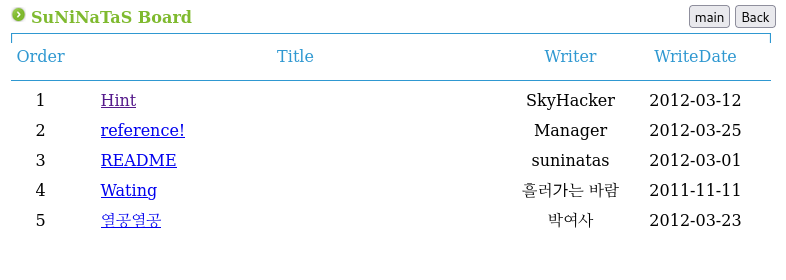 SuNiNaTaS Board main Back
Order Title Writer WriteDate
1 Hint SkyHacker 2012-03-12
2 reference! Manager 2012-03-25
3 README suninatas 2012-03-01
4 Wating 흘러가는 바람 2011-11-11
5 열공열공 박여사 2012-03-23